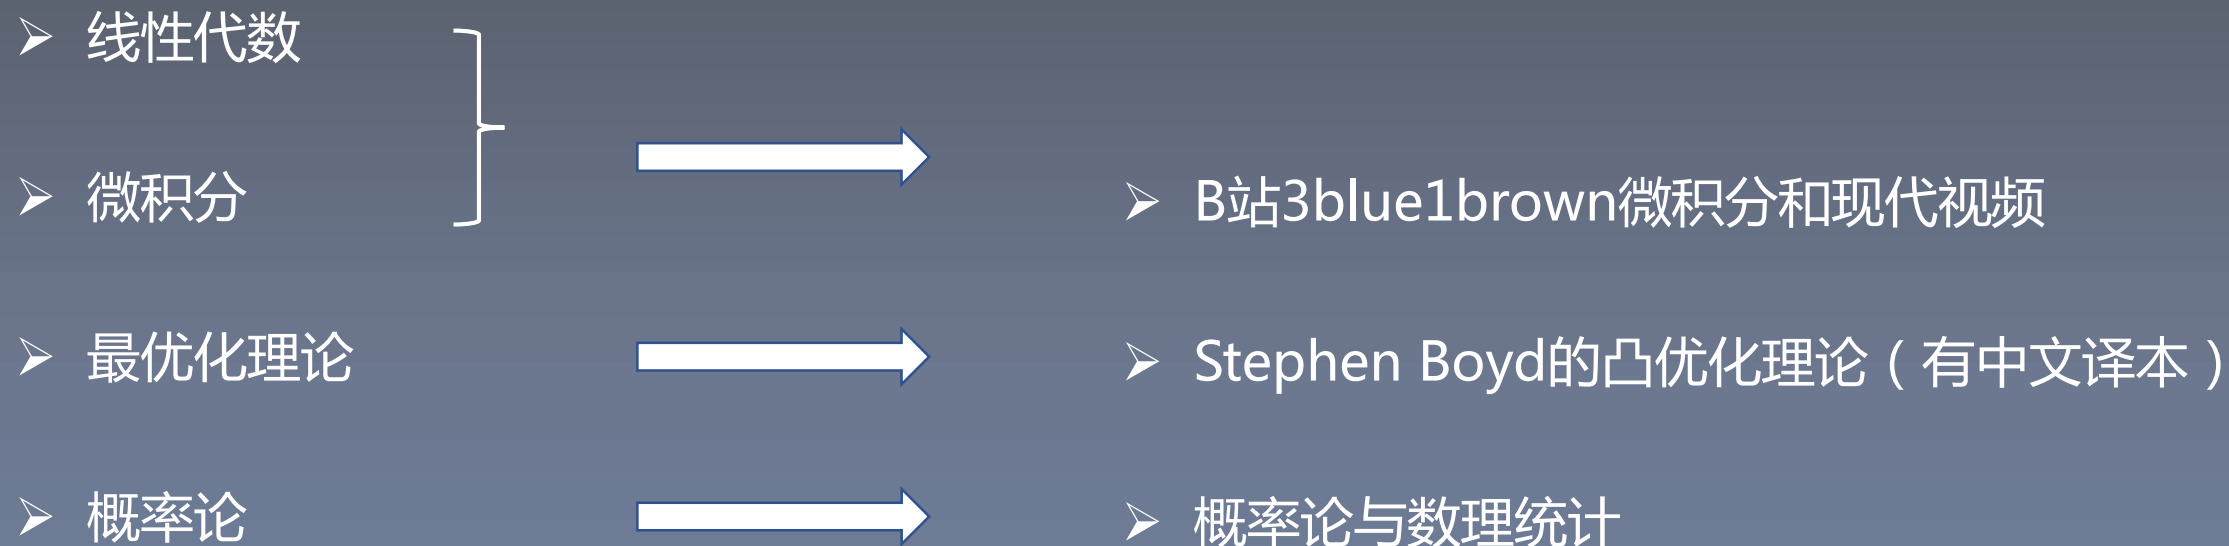 线性代数
微积分
B站3blue1brown微积分和现代视频
最优化理论
Stephen Boyd的凸优化理论（有中文译本）
概率论
概率论与数理统计